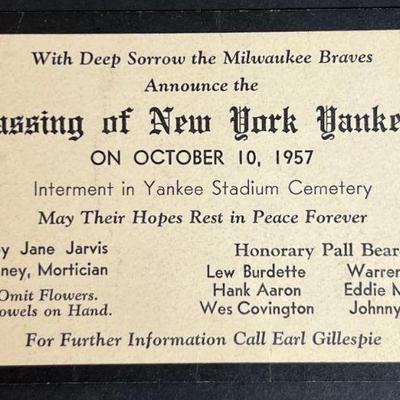 With Deep Sorrow the Milwaukee Braves
Announce the
assing of New York Yanke
ON OCTOBER 10, 1957
Interment in Yankee Stadium Cemetery
May Their Hopes Rest in Peace Forever
y Jane Jarvis
ney, Mortician
Omit Flowers.
owels on Hand.
Honorary Pall Bear
Lew Burdette Warren
Hank Aaron Eddie M
Wes Covington Johnny
For Further Information Call Earl Gillespie